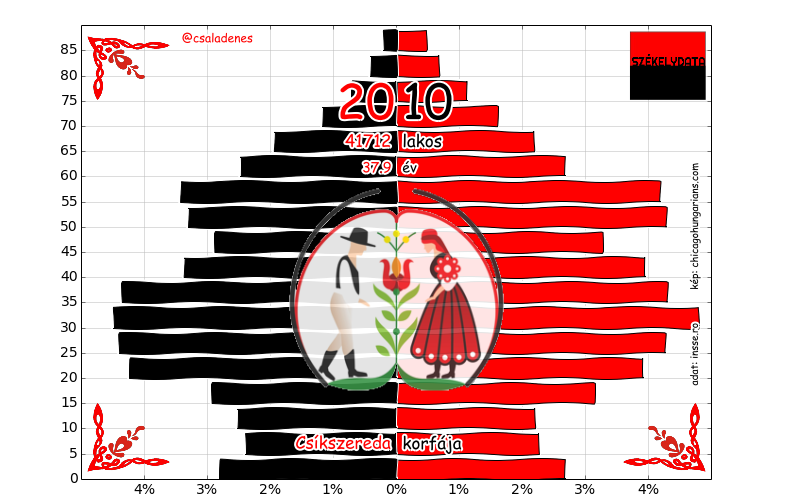 @csaladenes
SZÉKELYDATA
2010
41712 lakos
37.9 év
kép: chicagohungarians.com
adat: insse.ro
Csíkszereda korfája
85
80
75
70
65
60
55
50
45
40
35
30
25
20
15
10
5
0
4% 3% 2% 1% 0% 1% 2% 3% 4%